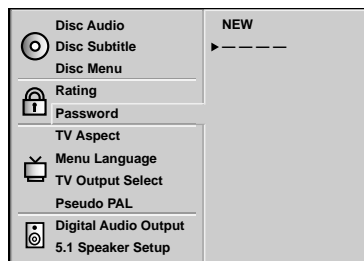 Disc Audio
Disc Subtitle
Disc Menu
Rating
Password
TV Aspect
Menu Language
TV Output Select
Pseudo PAL
Digital Audio Output
5.1 Speaker Setup
NEW
▶– – – –